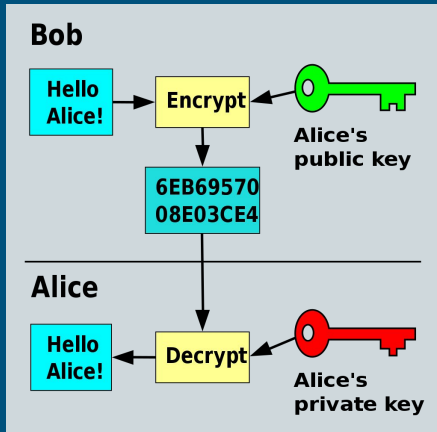 Bob
Hello
Alice!
Encrypt
Alice's
public key
6EB69570
08E03CE4
Alice
Hello
Alice!
Decrypt
Alice's
private key